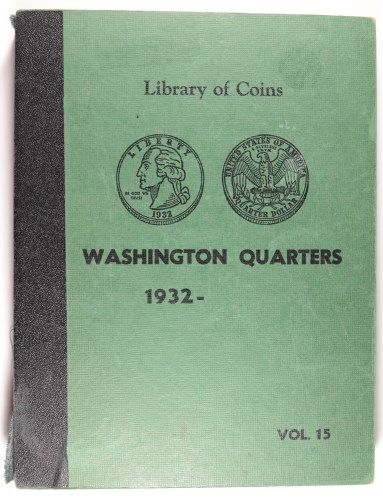 Library of Coins
LIBERTY
IN GOD WE
TRUST
1932
UNITED STATES OF AMERICA
QUARTER DOLLAR
WASHINGTON QUARTERS
1932-
VOL. 15